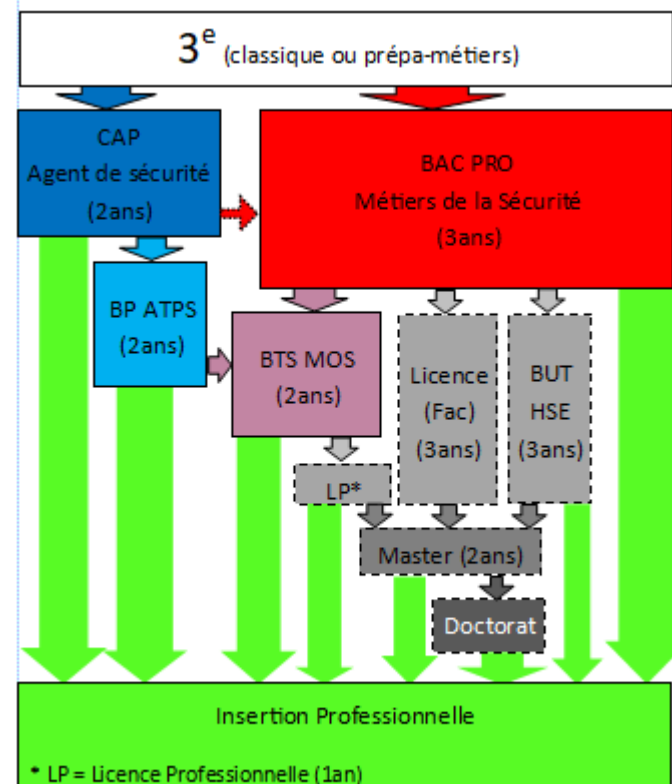 3e (classique ou prépa-métiers)
CAP
Agent de sécurité
(2ans)
BAC PRO
Métiers de la Sécurité
(3ans)
BP ATPS
(2ans)
BTS MOS
(2ans)
Licence
(Fac)
(3ans)
BUT
HSE
(3ans)
LP*
Master (2ans)
Doctorat
Insertion Professionnelle
* LP = Licence Professionnelle (1an)